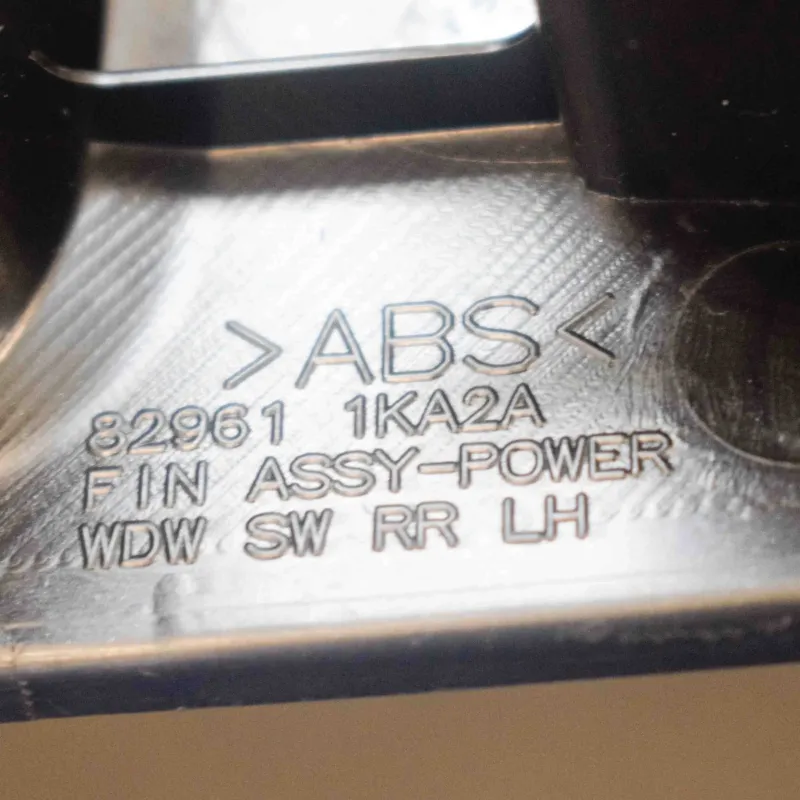 >ABS<
82961 1KA2A
FIN ASSY-POWER
WDW SW RR LH